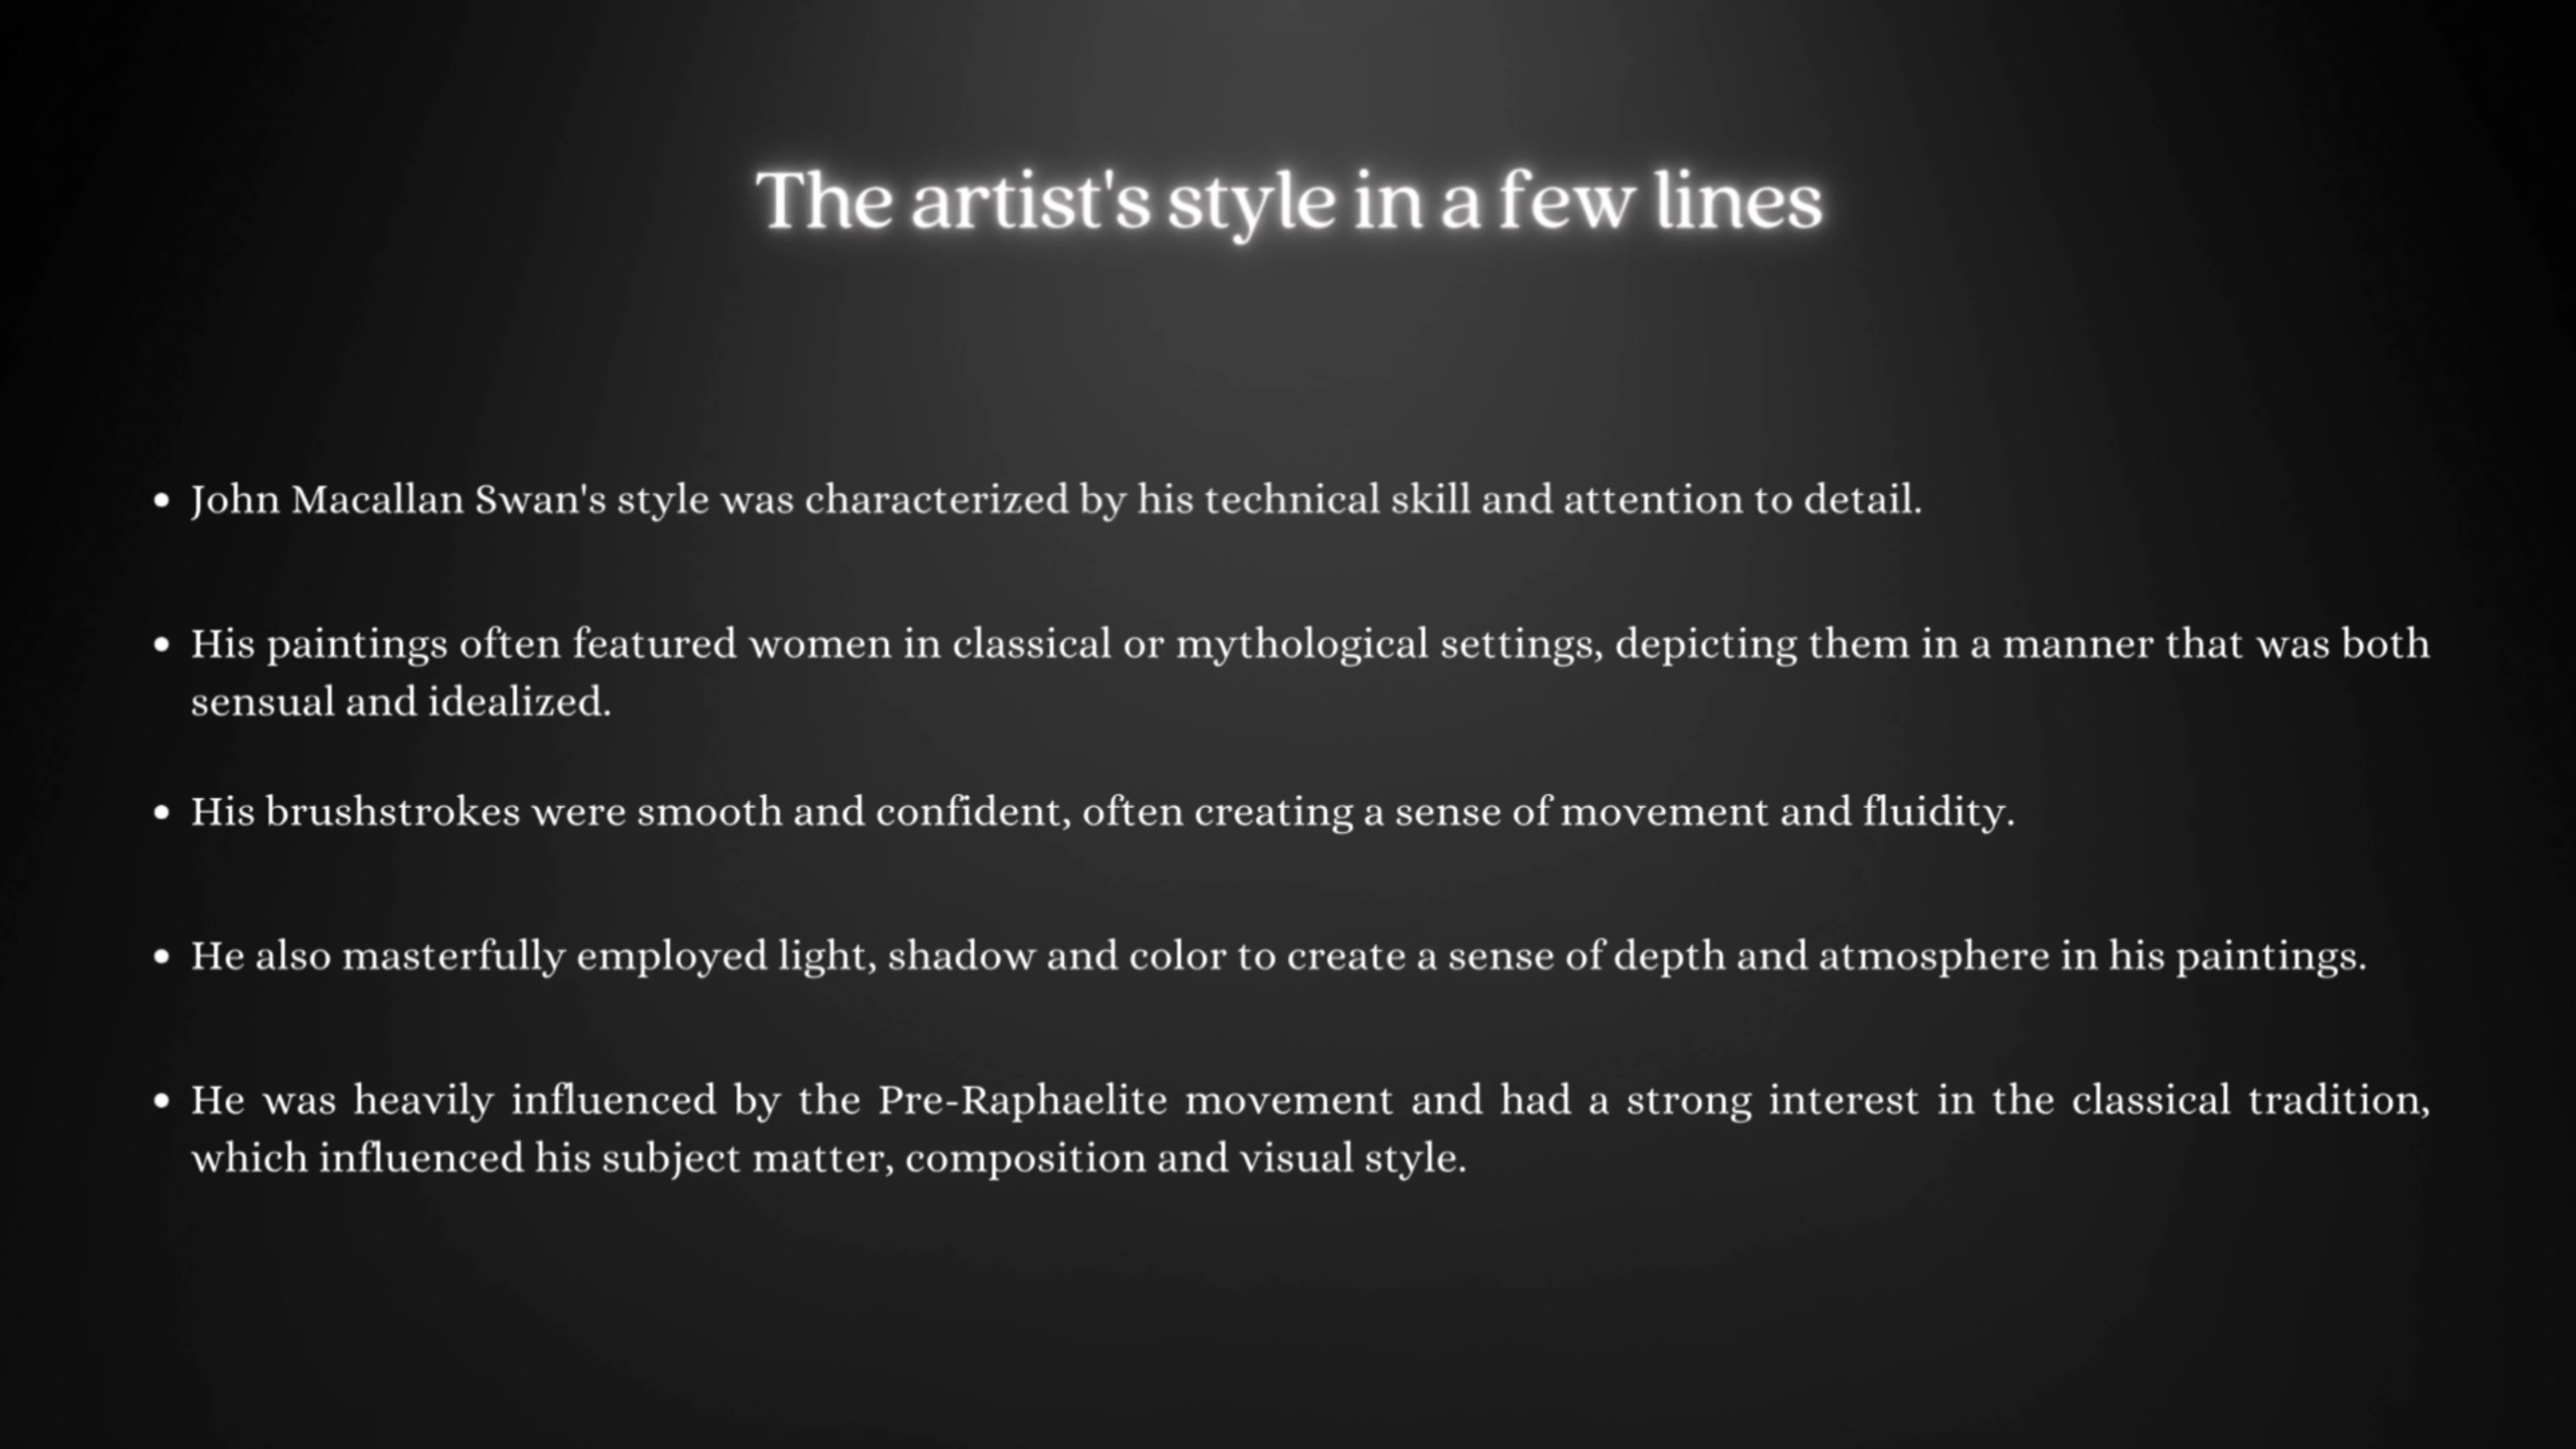 The artist's style in a few lines
• John Macallan Swan's style was characterized by his technical skill and attention to detail.
• His paintings often featured women in classical or mythological settings, depicting them in a manner that was both
sensual and idealized.
• His brushstrokes were smooth and confident, often creating a sense of movement and fluidity.
• He also masterfully employed light, shadow and color to create a sense of depth and atmosphere in his paintings.
• He was heavily influenced by the Pre-Raphaelite movement and had a strong interest in the classical tradition,
which influenced his subject matter, composition and visual style.